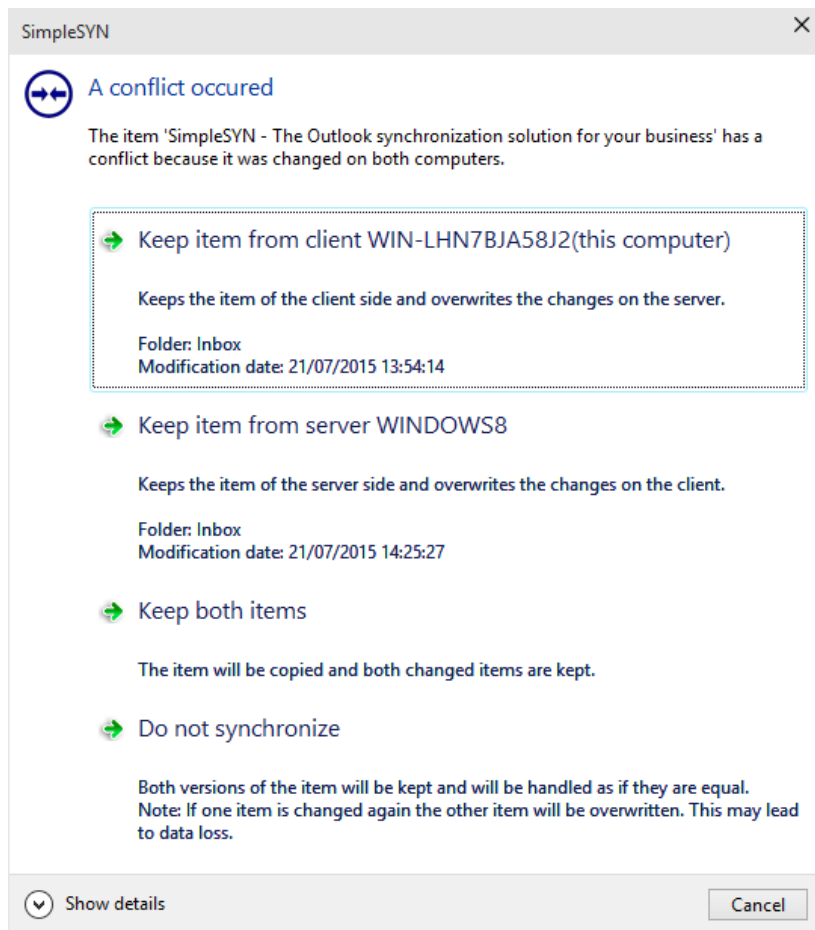 SimpleSYN
A conflict occured
The item 'SimpleSYN - The Outlook synchronization solution for your business' has a
conflict because it was changed on both computers.
Keep item from client WIN-LHN7BJA58J2(this computer)
Keeps the item of the client side and overwrites the changes on the server.
Folder: Inbox
Modification date: 21/07/2015 13:54:14
Keep item from server WINDOWS8
Keeps the item of the server side and overwrites the changes on the client.
Folder: Inbox
Modification date: 21/07/2015 14:25:27
Keep both items
The item will be copied and both changed items are kept.
Do not synchronize
Both versions of the item will be kept and will be handled as if they are equal.
Note: If one item is changed again the other item will be overwritten. This may lead
to data loss.
Show details
Cancel